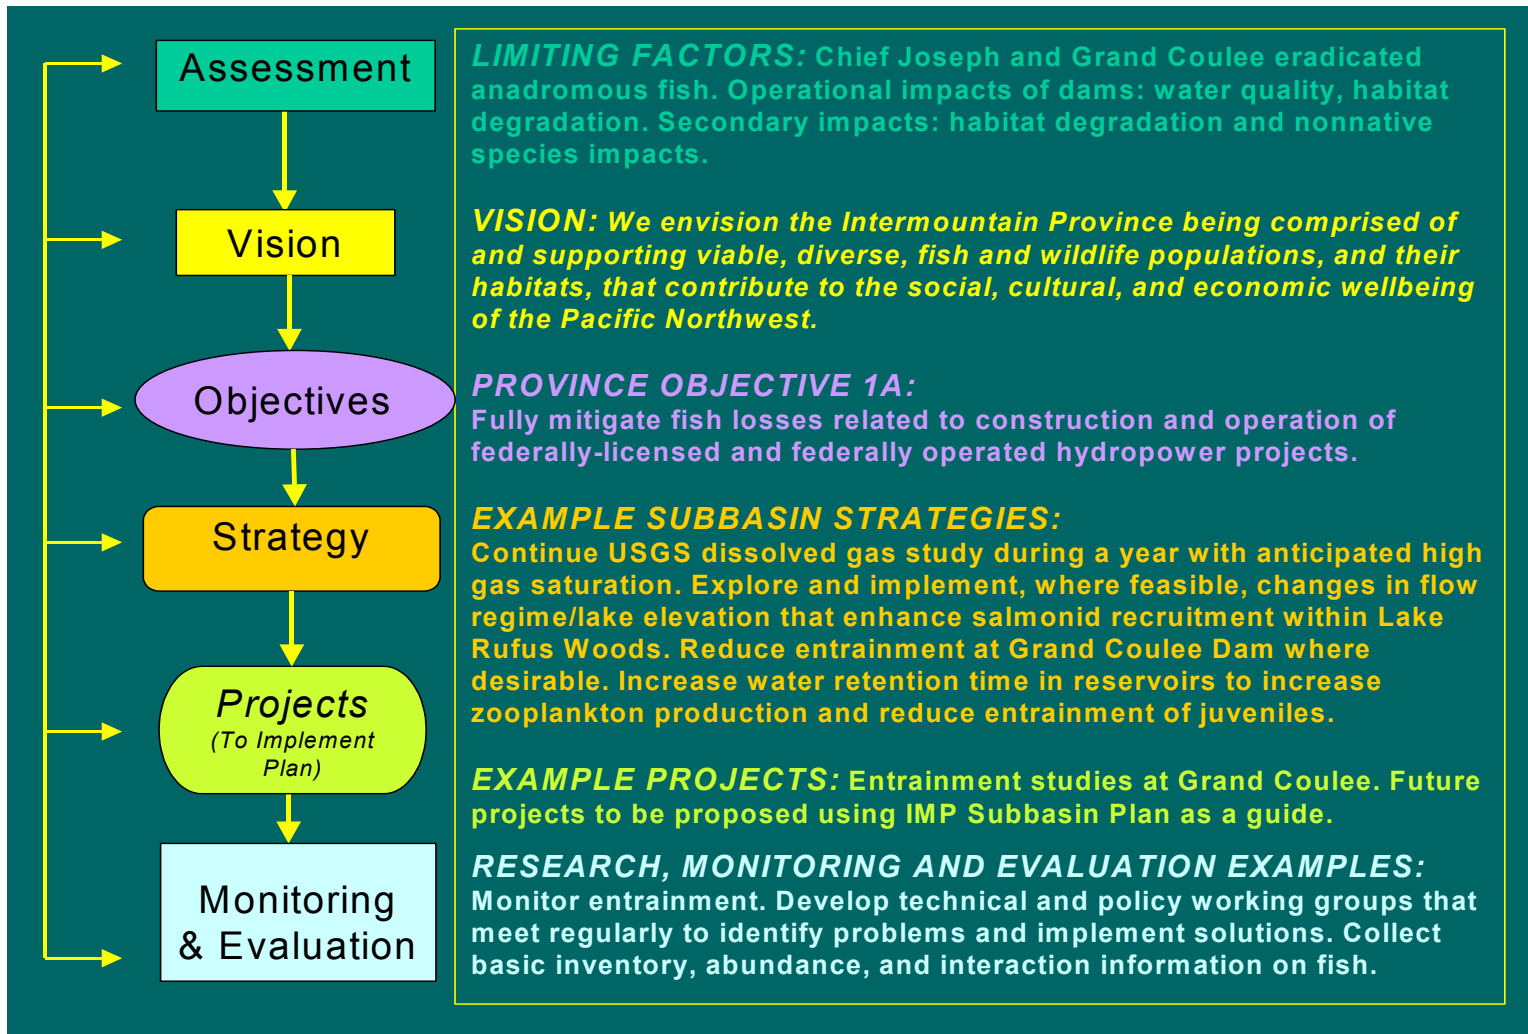 Assessment
Vision
Objectives
Strategy
Projects
(To Implement
Plan)
Monitoring
& Evaluation
LIMITING FACTORS: Chief Joseph and Grand Coulee eradicated
anadromous fish. Operational impacts of dams: water quality, habitat
degradation. Secondary impacts: habitat degradation and nonnative
species impacts.
VISION: We envision the Intermountain Province being comprised of
and supporting viable, diverse, fish and wildlife populations, and their
habitats, that contribute to the social, cultural, and economic wellbeing
of the Pacific Northwest.
PROVINCE OBJECTIVE 1A:
Fully mitigate fish losses related to construction and operation of
federally-licensed and federally operated hydropower projects.
EXAMPLE SUBBASIN STRATEGIES:
Continue USGS dissolved gas study during a year with anticipated high
gas saturation. Explore and implement, where feasible, changes in flow
regime/lake elevation that enhance salmonid recruitment within Lake
Rufus Woods. Reduce entrainment at Grand Coulee Dam where
desirable. Increase water retention time in reservoirs to increase
zooplankton production and reduce entrainment of juveniles.
EXAMPLE PROJECTS: Entrainment studies at Grand Coulee. Future
projects to be proposed using IMP Subbasin Plan as a guide.
RESEARCH, MONITORING AND EVALUATION EXAMPLES:
Monitor entrainment. Develop technical and policy working groups that
meet regularly to identify problems and implement solutions. Collect
basic inventory, abundance, and interaction information on fish.